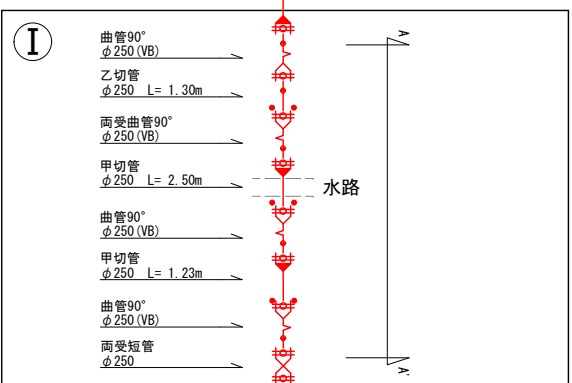 I
曲管90°
φ250(VB)
乙切管
φ250 L= 1.30m
両受曲管90°
φ250(VB)
甲切管
φ250 L= 2.50m
水路
曲管90°
φ250(VB)
甲切管
φ250 L= 1.23m
曲管90°
φ250(VB)
両受短管
φ250
A
A'